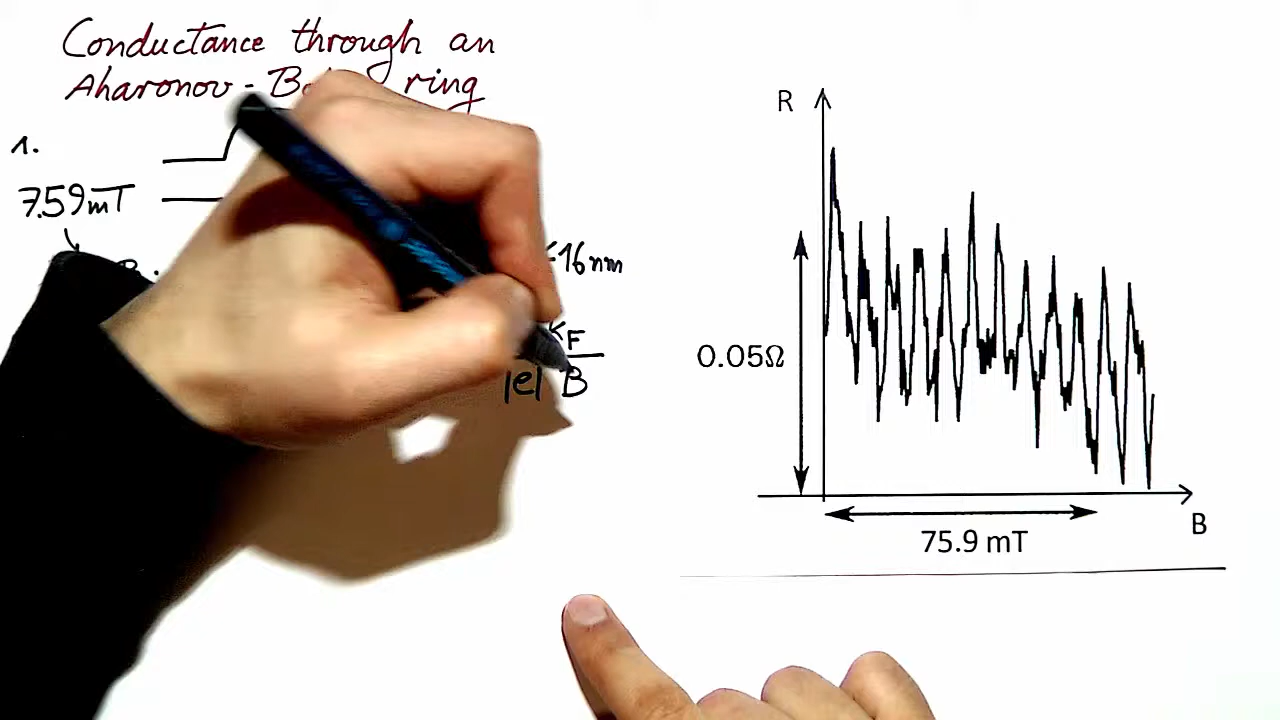 Conductance through an
Aharonov - B ring
1.
7.59mT
16nm
F
|e| B
R
0.05Ω
75.9 mT
B